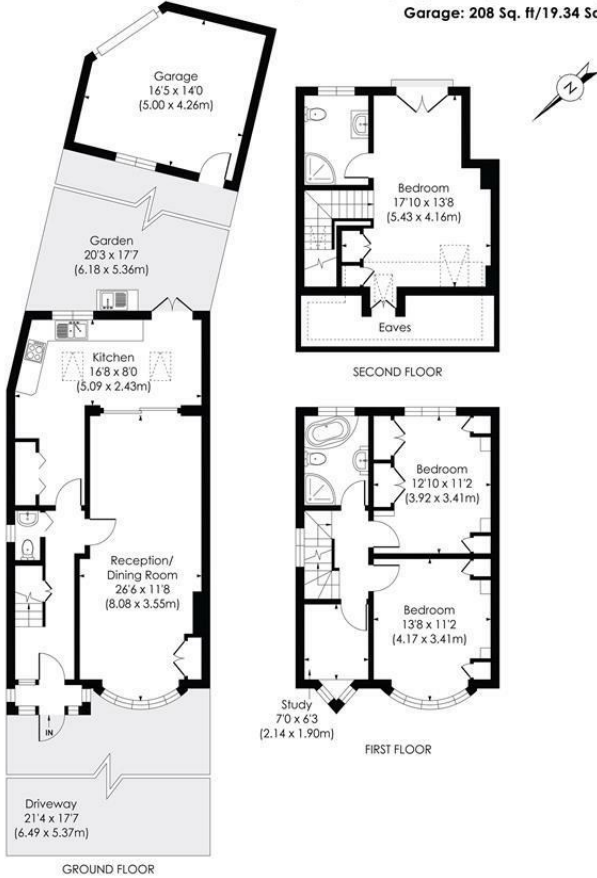 Garage: 208 Sq. ft/19.34
Garage
16'5 x 14'0
(5.00 x 4.26m)
N
Garden
20'3 x 17'7
(6.18 x 5.36m)
Bedroom
17'10 x 13'8
(5.43 x 4.16m)
Eaves
SECOND FLOOR
Kitchen
16'8 x 8'0
(5.09 x 2.43m)
Reception/
Dining Room
26'6 x 11'8
(8.08 x 3.55m)
Bedroom
12'10 x 11'2
(3.92 x 3.41m)
Bedroom
13'8 x 11'2
(4.17 x 3.41m)
Study
7'0 x 6'3
(2.14 x 1.90m)
FIRST FLOOR
IN
Driveway
21'4 x 17'7
(6.49 x 5.37m)
GROUND FLOOR